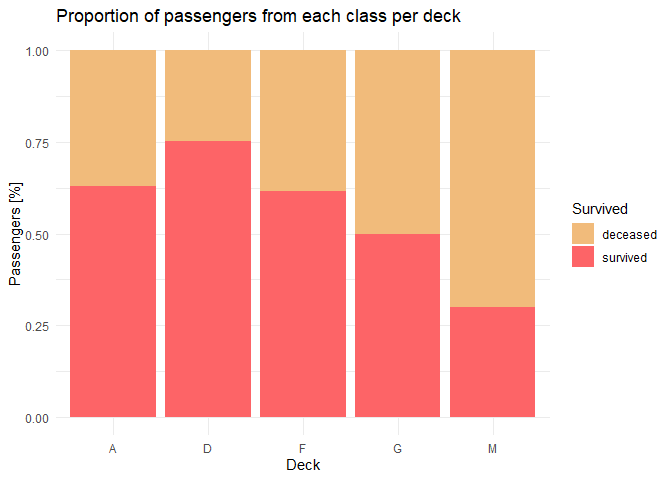 Proportion of passengers from each class per deck
1.00
0.75
0.50
0.25
0.00
Passengers [%]
A D F G M
Deck
Survived
deceased
survived